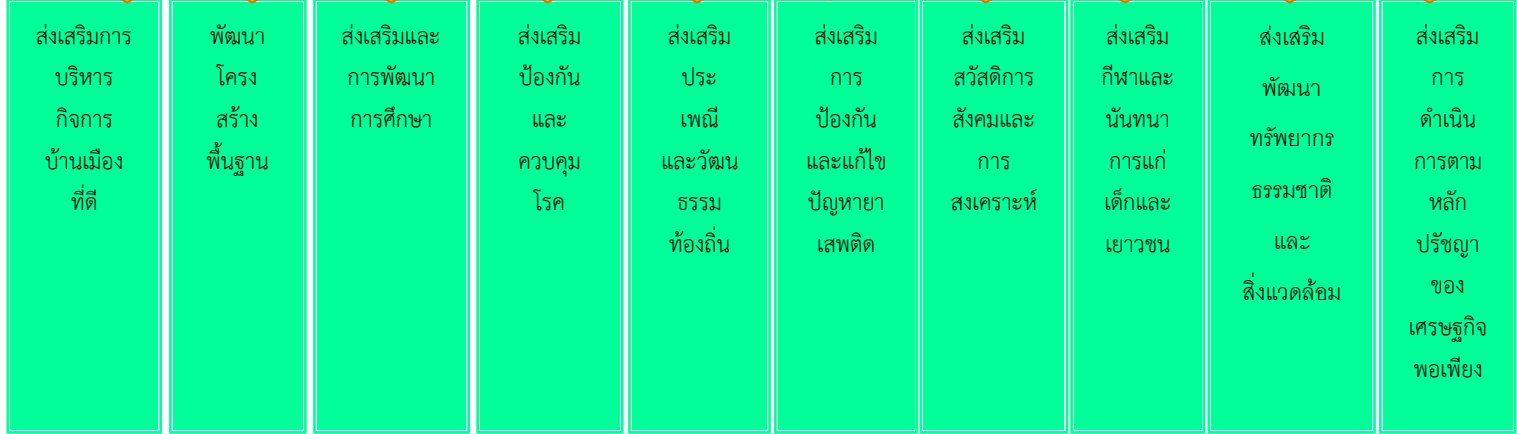 ส่งเสริมการ
บริหาร
กิจการ
บ้านเมือง
ที่ดี
พัฒนา
โครง
สร้าง
พื้นฐาน
ส่งเสริมและ
การพัฒนา
การศึกษา
ส่งเสริม
ป้องกัน
และ
ควบคุม
โรค
ส่งเสริม
ประ
เพณี
และวัฒน
ธรรม
ท้องถิ่น
ส่งเสริม
การ
ป้องกัน
และแก้ไข
ปัญหายา
เสพติด
ส่งเสริม
สวัสดิการ
สังคมและ
การ
สงเคราะห์
ส่งเสริม
กีฬาและ
นันทนา
การแก่
เด็กและ
เยาวชน
ส่งเสริม
พัฒนา
ทรัพยากร
ธรรมชาติ
และ
สิ่งแวดล้อม
ส่งเสริม
การ
ดำเนิน
การตาม
หลัก
ปรัชญา
ของ
เศรษฐกิจ
พอเพียง